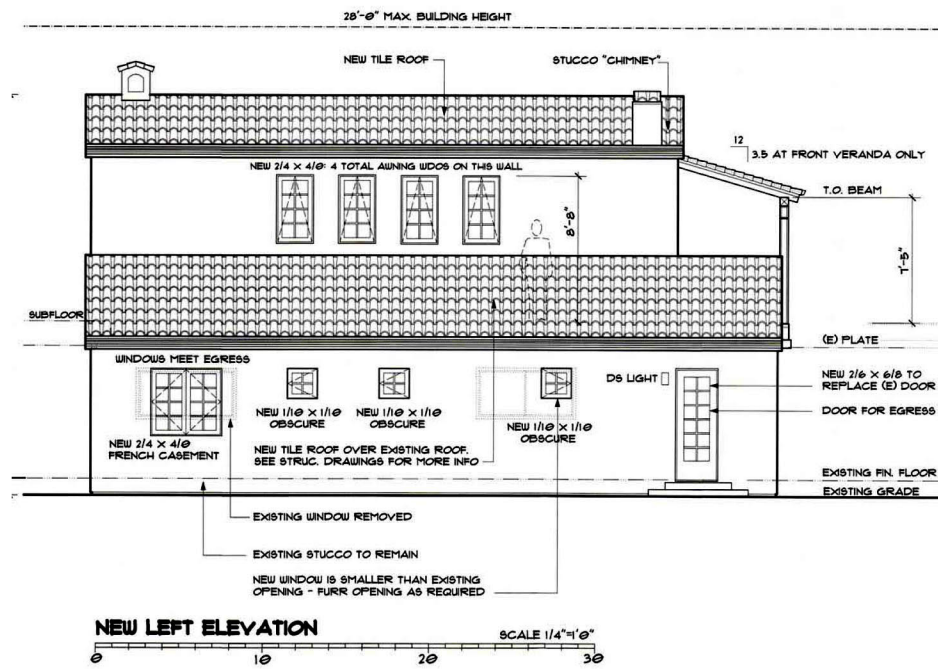 28'-0" MAX. BUILDING HEIGHT
NEW TILE ROOF
STUCCO "CHIMNEY"
12
3.5 AT FRONT VERANDA ONLY
NEW 2/4 X 4/0: 4 TOTAL AWNING WDOS ON THIS WALL
T.O. BEAM
8'-8"
7'-5"
SUBFLOOR
(E) PLATE
WINDOWS MEET EGRESS
DS LIGHT
NEW 2/6 X 6/8 TO
REPLACE (E) DOOR
DOOR FOR EGRESS
NEW 1/10 X 1/10
OBSCURE
NEW 1/10 X 1/10
OBSCURE
NEW 1/10 X 1/10
OBSCURE
NEW 2/4 X 4/0
FRENCH CASEMENT
NEW TILE ROOF OVER EXISTING ROOF.
SEE STRUC. DRAWINGS FOR MORE INFO
EXISTING FIN. FLOOR
EXISTING GRADE
EXISTING WINDOW REMOVED
EXISTING STUCCO TO REMAIN
NEW WINDOW IS SMALLER THAN EXISTING
OPENING - FURR OPENING AS REQUIRED
NEW LEFT ELEVATION
SCALE 1/4"=1'0"
0 10 20 30